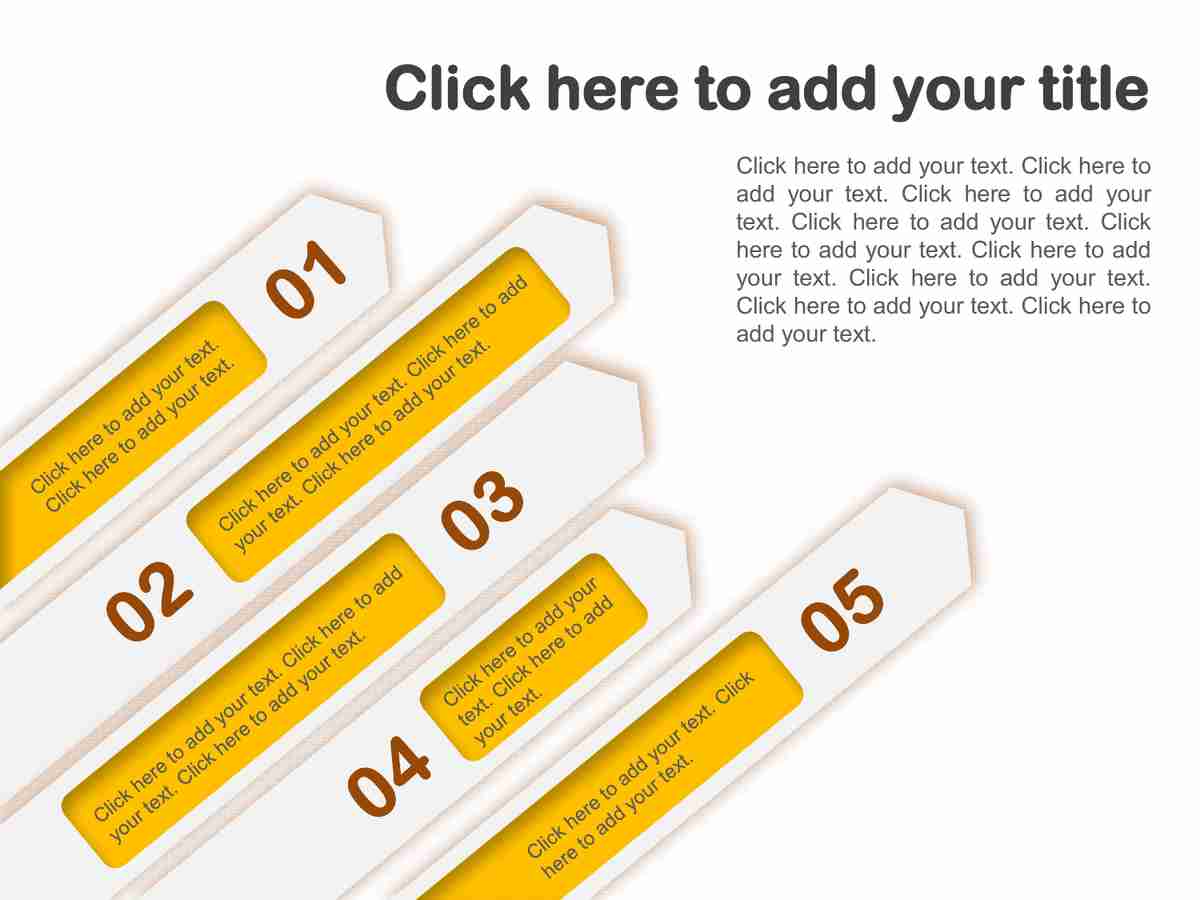 Click here to add your title
Click here to add your text. Click here to
add your text. Click here to add your
text. Click here to add your text. Click
here to add your text. Click here to add
your text. Click here to add your text.
Click here to add your text. Click here to
add your text.
01
Click here to add your text.
Click here to add your text.
02
Click here to add your text. Click here to add
your text. Click here to add your text.
03
Click here to add your text. Click here to add
your text. Click here to add your text.
04
Click here to add your
text. Click here to add
your text.
05
Click here to add your text. Click
here to add your text.